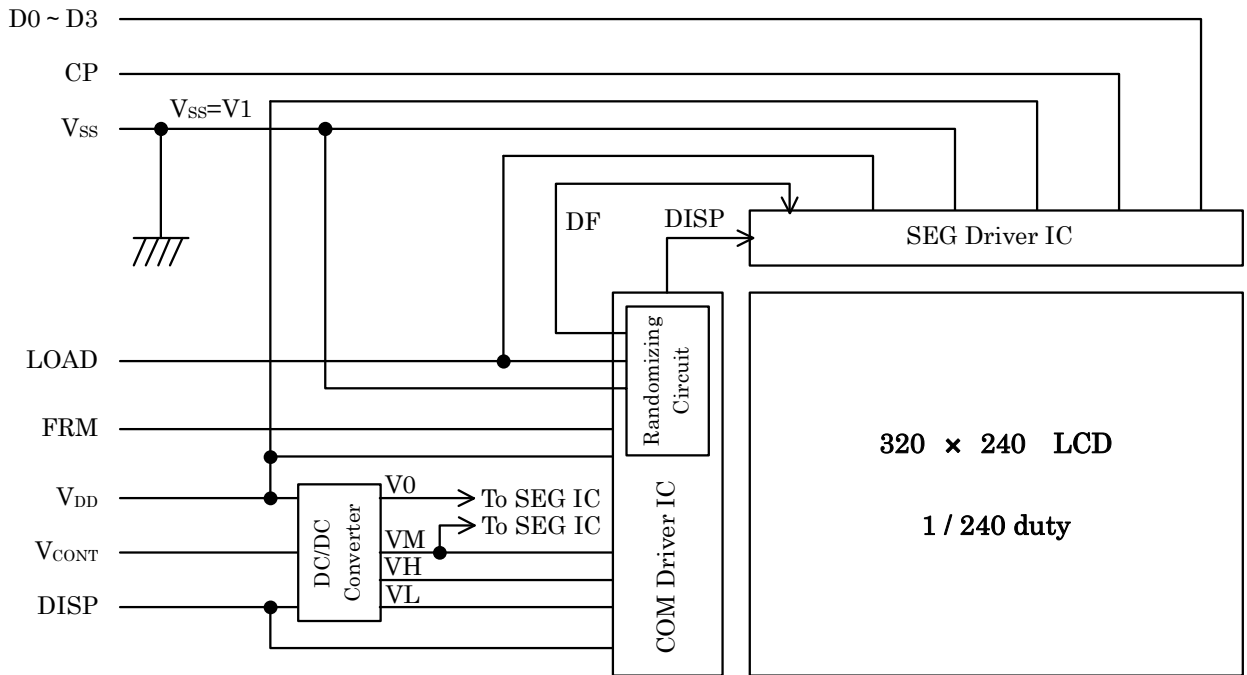 D0 ~ D3
CP
VSS=V1
VSS
DF
DISP
SEG Driver IC
LOAD
FRM
Randomizing
Circuit
320 × 240 LCD
1 / 240 duty
VDD
VCONT
DISP
DC/DC
Converter
V0
To SEG IC
To SEG IC
VM
VH
VL
COM Driver IC